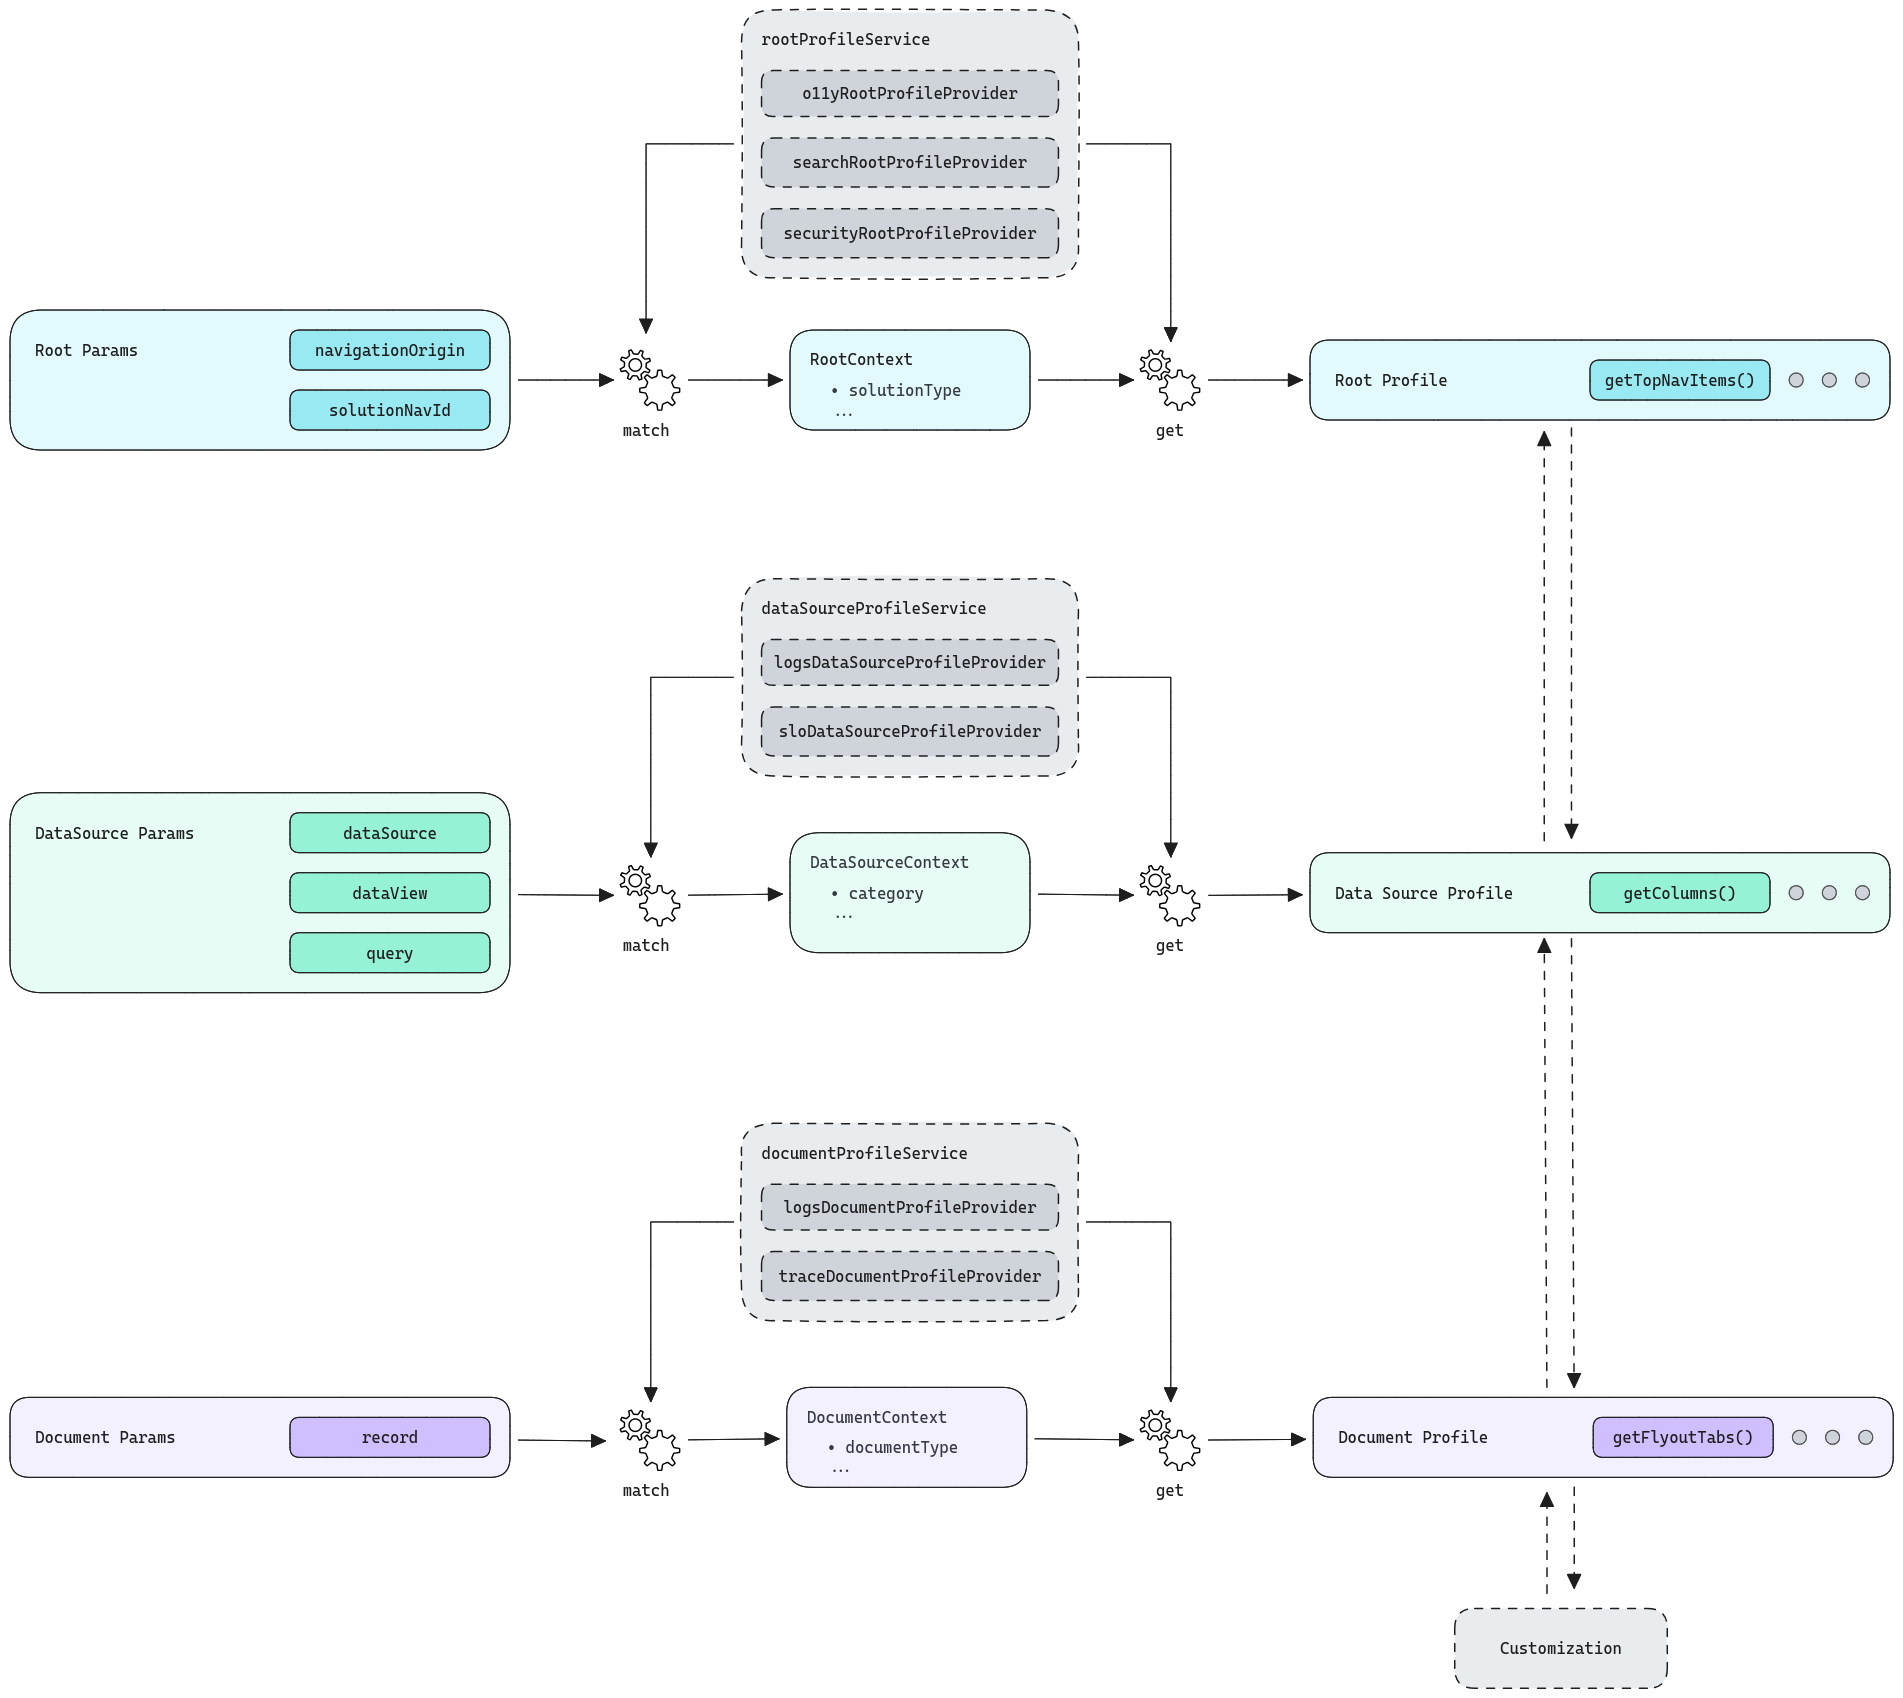 rootProfileService
o11yRootProfileProvider
searchRootProfileProvider
securityRootProfileProvider
Root Params
navigationOrigin
solutionNavId
match
RootContext
• solutionType
...
get
Root Profile
getTopNavItems()
dataSourceProfileService
logsDataSourceProfileProvider
sloDataSourceProfileProvider
DataSource Params
dataSource
dataView
query
match
DataSourceContext
• category
...
get
Data Source Profile
getColumns()
documentProfileService
logsDocumentProfileProvider
traceDocumentProfileProvider
Document Params
record
match
DocumentContext
• documentType
...
get
Document Profile
getFlyoutTabs()
Customization